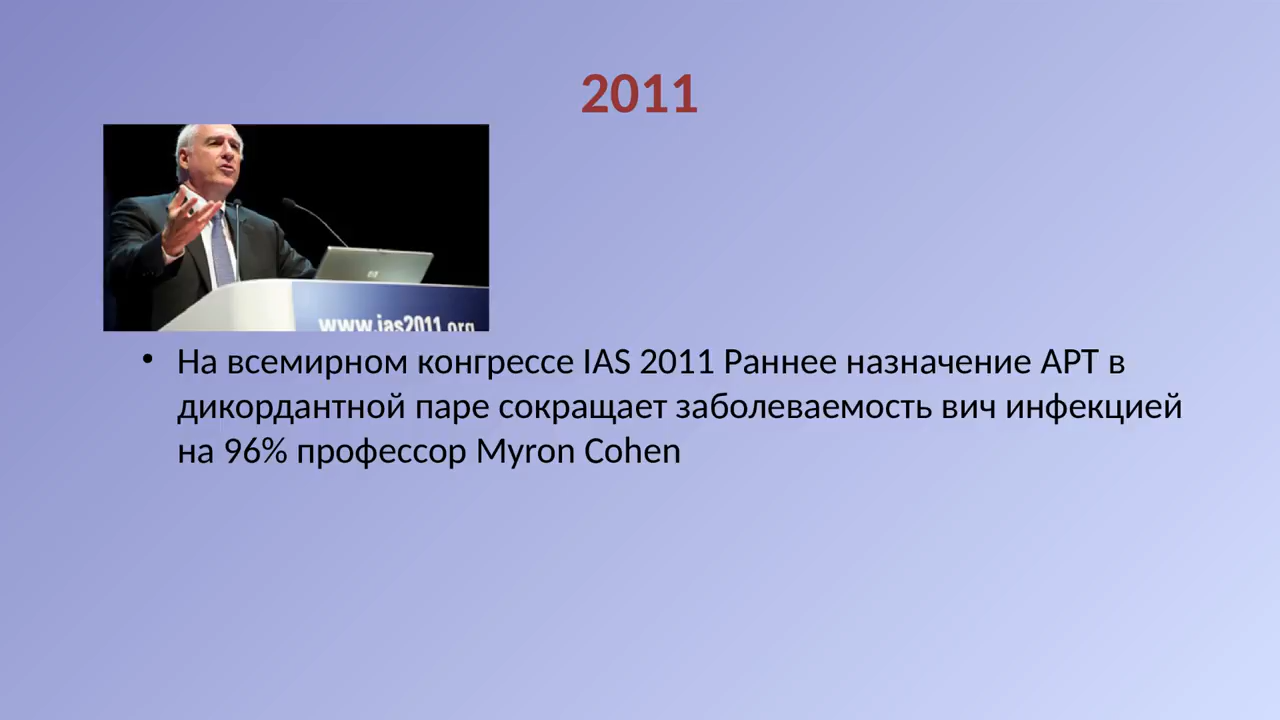 2011
www.ias2011.org
• На всемирном конгрессе IAS 2011 Раннее назначение АРТ в
дикордантной паре сокращает заболеваемость вич инфекцией
на 96% профессор Myron Cohen